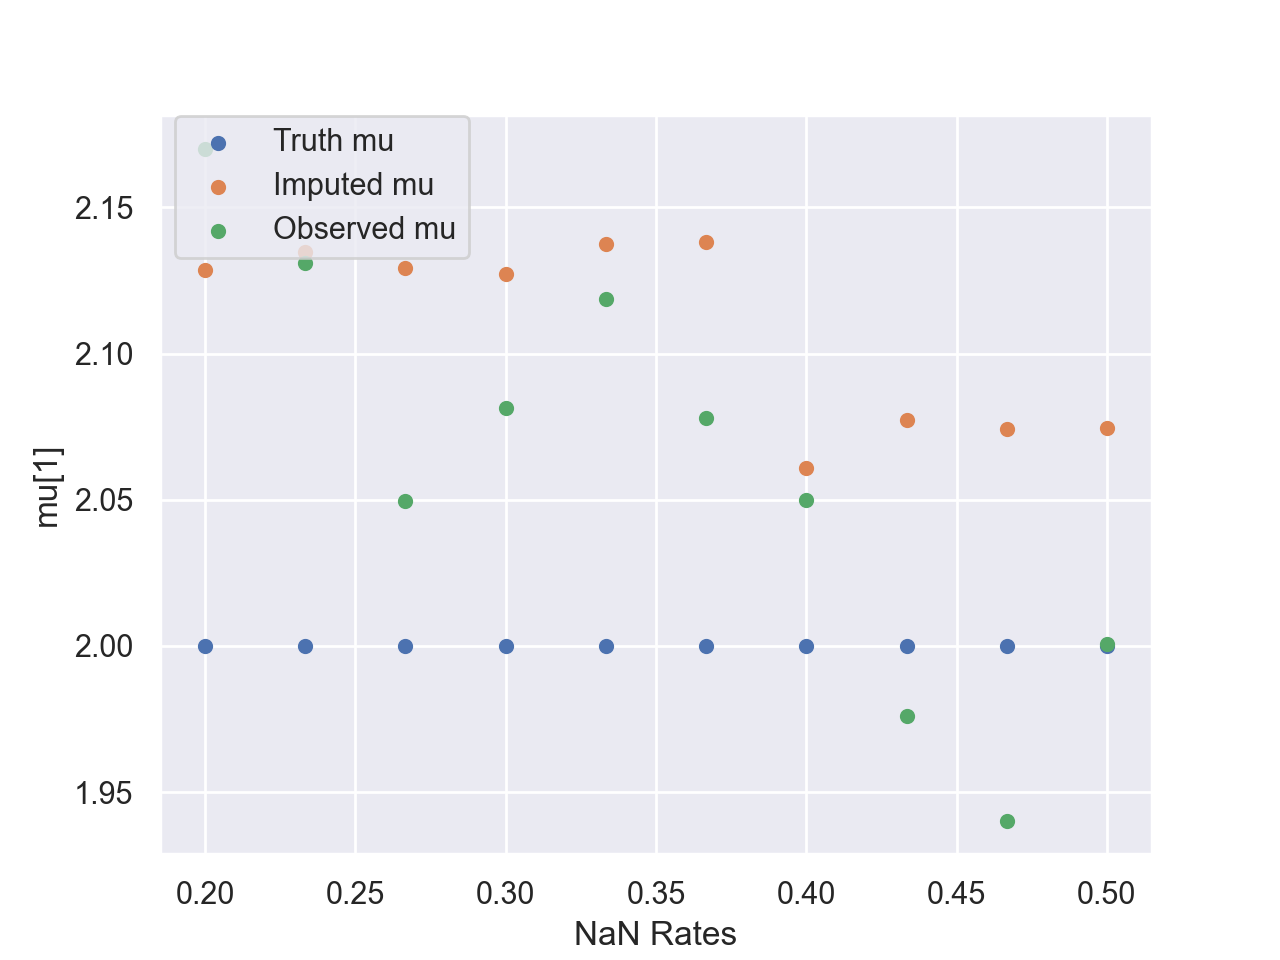 Truth mu
Imputed mu
Observed mu
2.15
2.10
2.05
2.00
1.95
mu[1]
0.20 0.25 0.30 0.35 0.40 0.45 0.50
NaN Rates